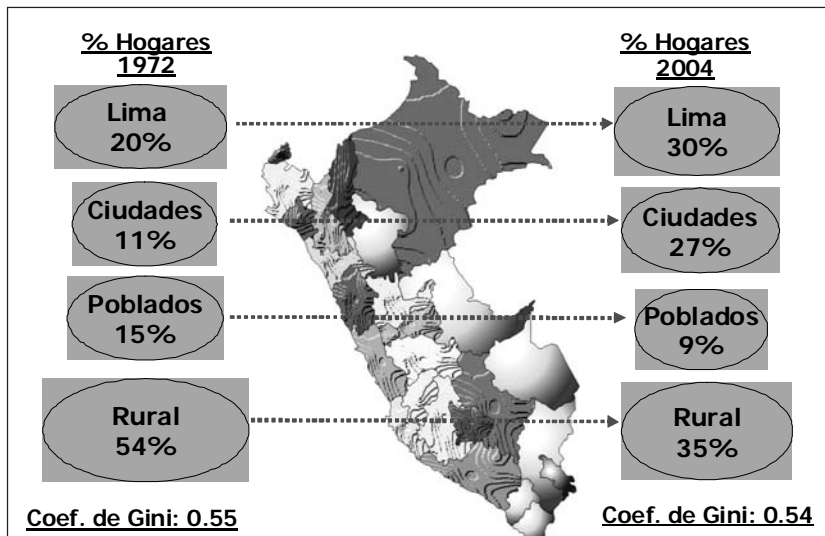 % Hogares
1972
Lima
20%
Ciudades
11%
Poblados
15%
Rural
54%
Coef. de Gini: 0.55
% Hogares
2004
Lima
30%
Ciudades
27%
Poblados
9%
Rural
35%
Coef. de Gini: 0.54